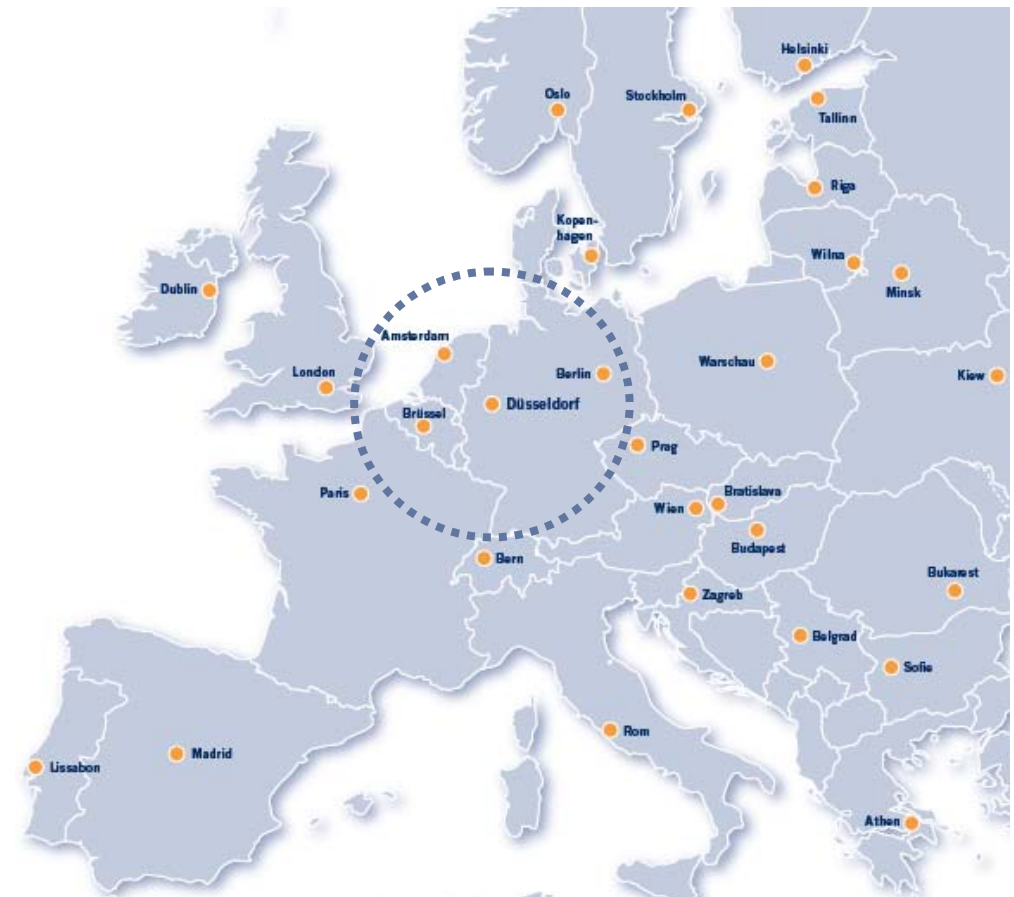 Helsinki
Oslo
Stockholm
Tallinn
Riga
Kopen-
hagen
Wilna
Dublin
Minsk
Amsterdam
Warschau
London
Berlin
Kiew
Düsseldorf
Brüssel
Prag
Paris
Bratislava
Wien
Budapest
Bern
Bukarest
Zagreb
Belgrad
Sofie
Rom
Madrid
Lissabon
Athen